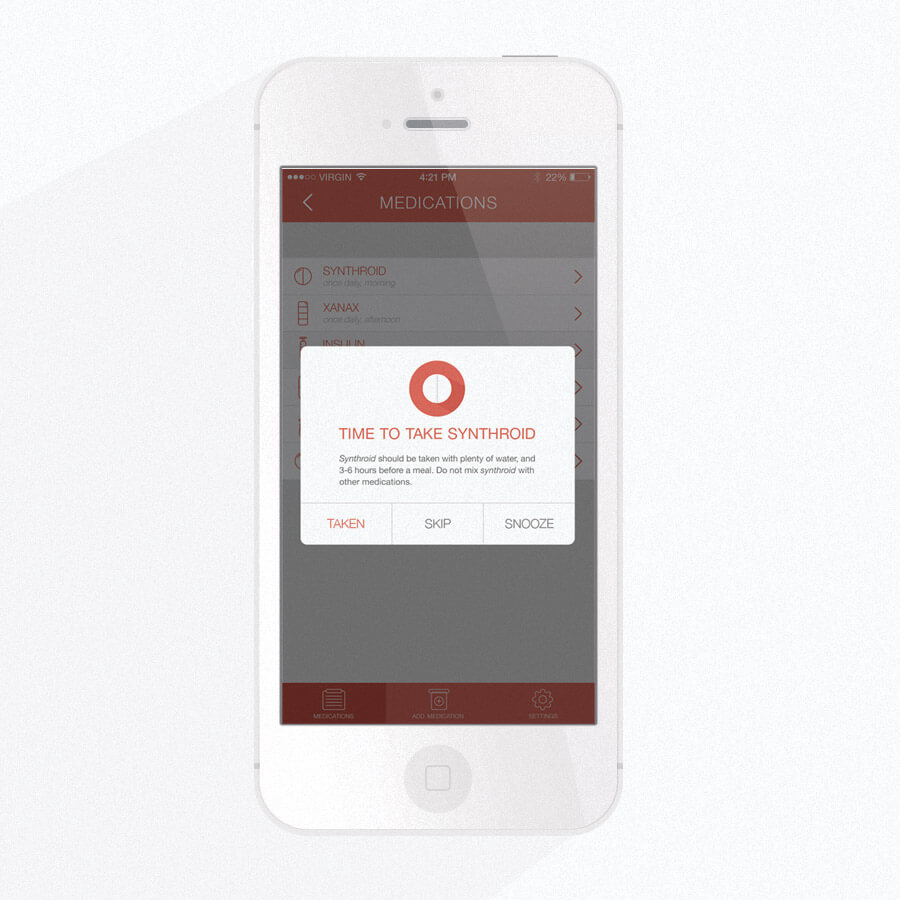 VIRGIN 4:21 PM 22%
MEDICATIONS
SYNTHROID
once daily, morning
XANAX
once daily, afternoon
INSULIN
TIME TO TAKE SYNTHROID
Synthroid should be taken with plenty of water, and
3-6 hours before a meal. Do not mix synthroid with
other medications.
TAKEN SKIP SNOOZE
MEDICATIONS ADD MEDICATION SETTINGS